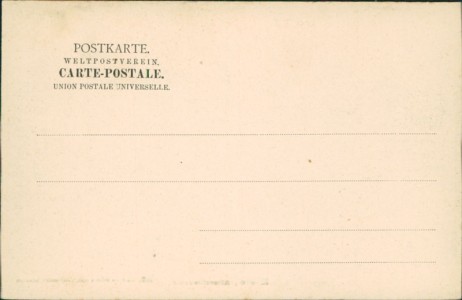 POSTKARTE.
WELTPOSTVEREIN.
CARTE-POSTALE.
UNION POSTALE UNIVERSELLE.